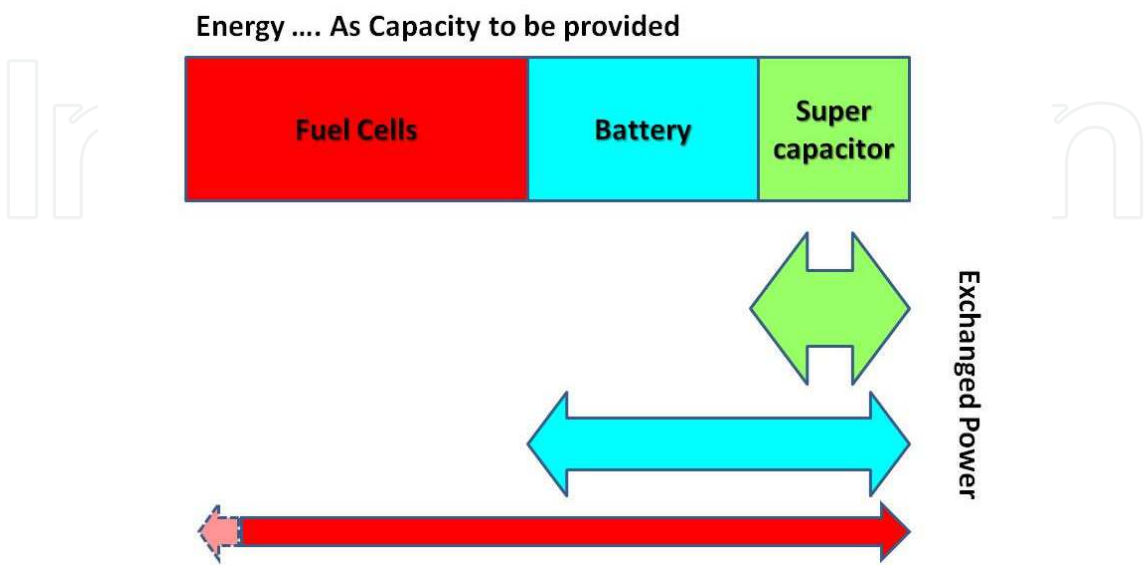 Energy .... As Capacity to be provided
Fuel Cells
Battery
Super
capacitor
Exchanged Power